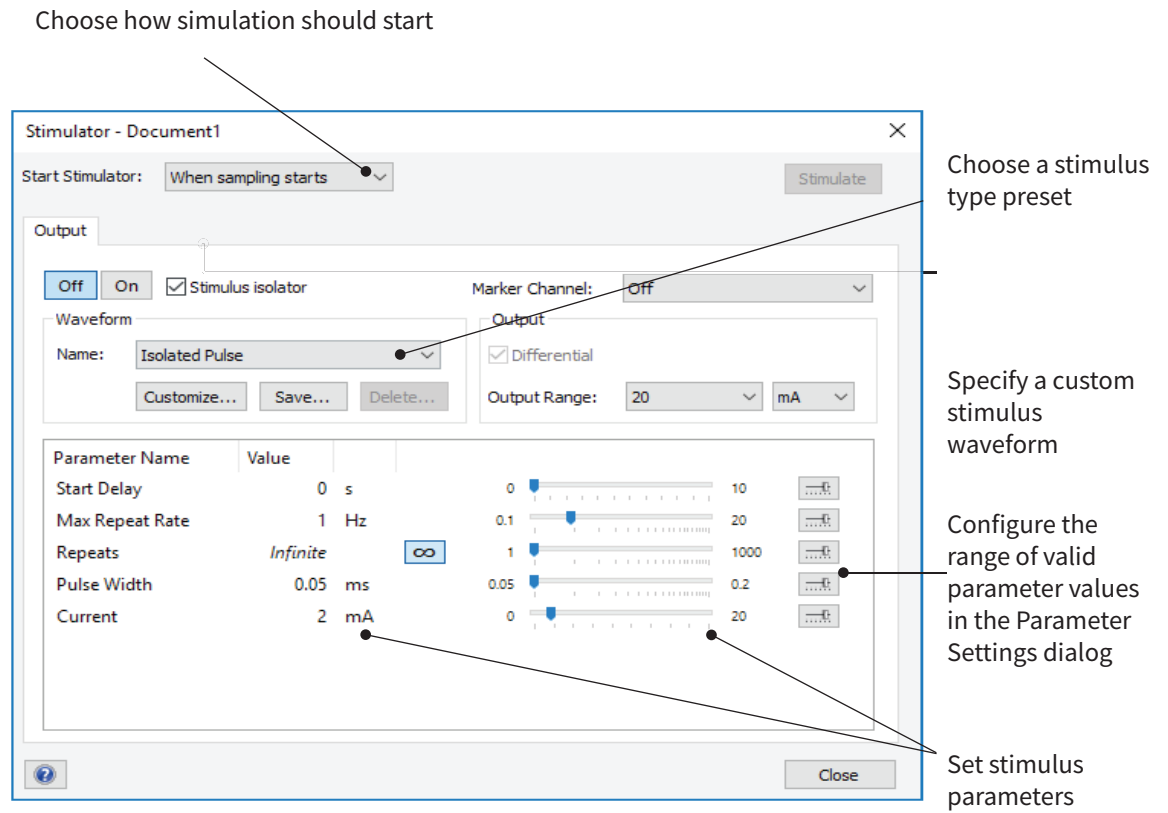 Choose how simulation should start
Stimulator - Document1
Start Stimulator: When sampling starts Stimulate
Choose a stimulus
type preset
Output
Off On Stimulus isolator Marker Channel: Off
Waveform Output
Name: Isolated Pulse Differential
Customize... Save... Delete... Output Range: 20 mA
Specify a custom
stimulus
waveform
Parameter Name Value
Start Delay 0 s 0 10
Max Repeat Rate 1 Hz 0.1 20
Repeats Infinite ∞ 1 1000
Pulse Width 0.05 ms 0.05 0.2
Current 2 mA 0 20
Configure the
range of valid
parameter values
in the Parameter
Settings dialog
? Close
Set stimulus
parameters